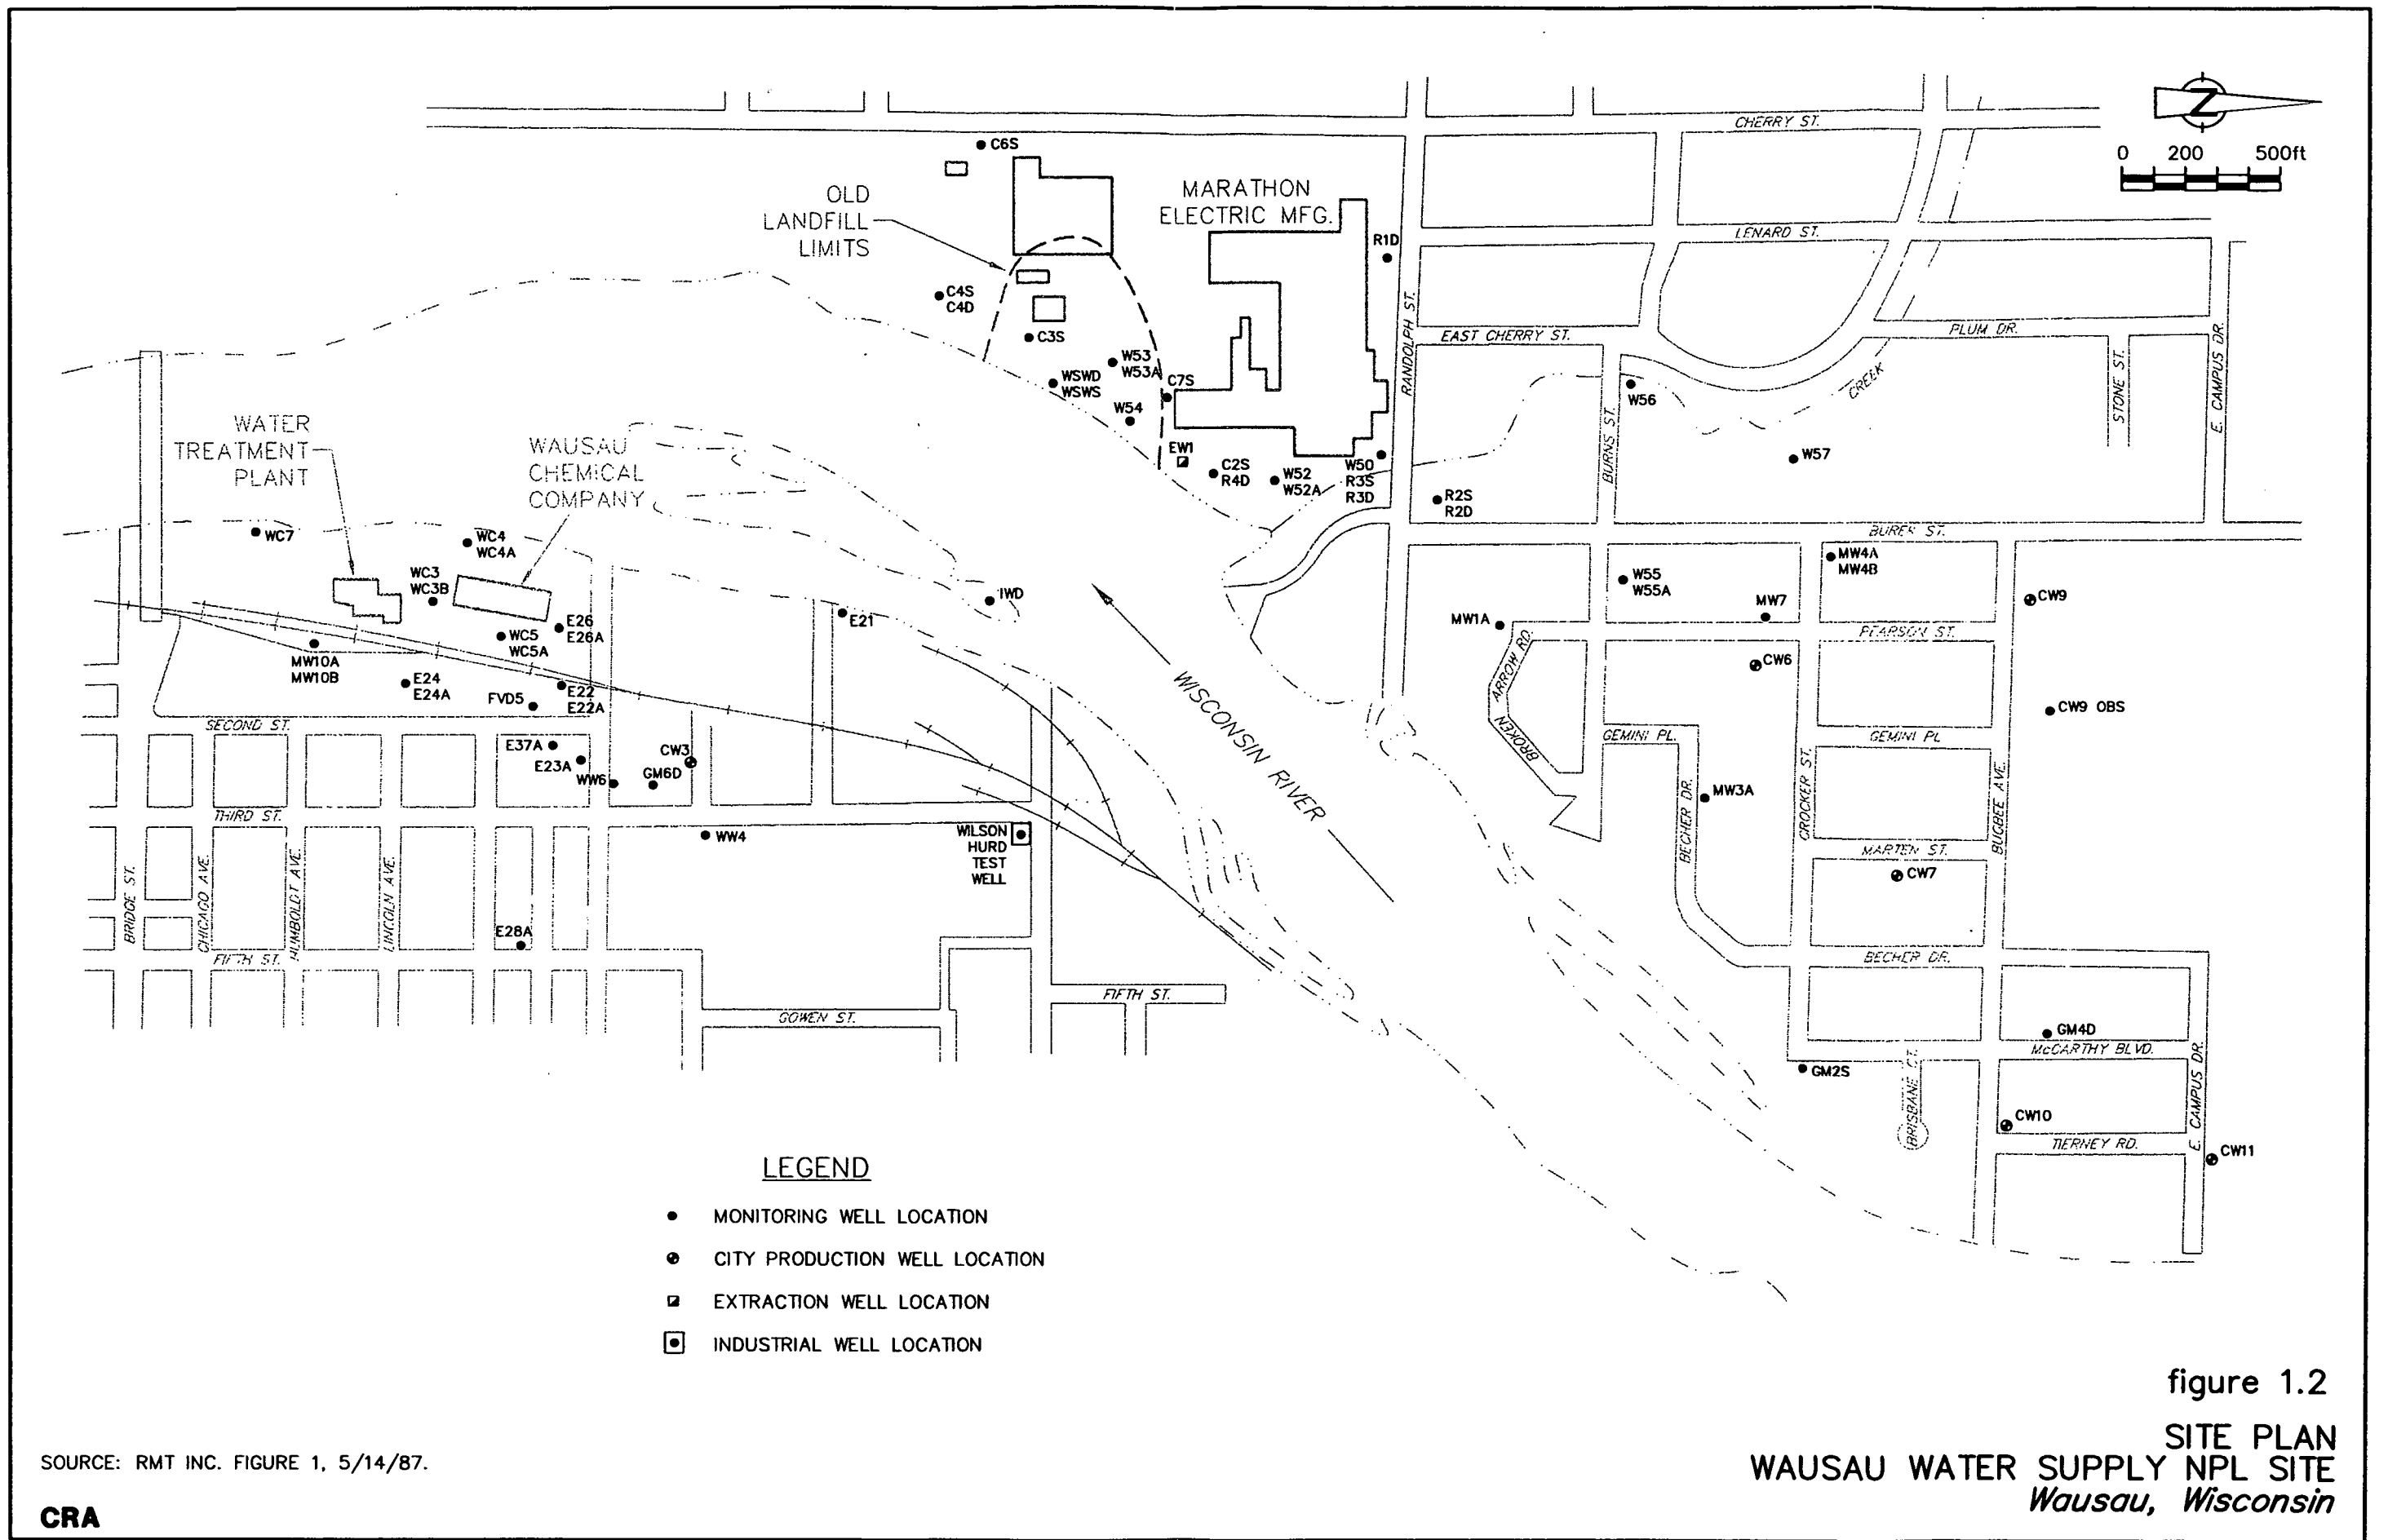 CHERRY ST.
0 200 500ft
C6S
OLD
LANDFILL
LIMITS
MARATHON
ELECTRIC MFG.
R1D
LENARD ST.
C4S
C4D
C3S
RANDOLPH ST.
EAST CHERRY ST.
PLUM DR.
STONE ST.
E. CAMPUS DR.
W53
W53A
WSWD
WSWS
C7S
W54
W56
CREEK
BURNS ST.
WATER
TREATMENT
PLANT
WAUSAU
CHEMICAL
COMPANY
EW1
C2S
R4D
W52
W52A
W50
R3S
R3D
R2S
R2D
W57
BUREK ST.
WC7
WC4
WC4A
WC3
WC3B
E26
E26A
WC5
WC5A
MW10A
MW10B
E24
E24A
FVD5
E22
E22A
E21
IWD
MW1A
W55
W55A
MW7
MW4A
MW4B
CW9
PEARSON ST.
CW6
CW9 OBS
BROKEN
ARROW RD.
GEMINI PL.
GEMINI PL
SECOND ST.
E37A
E23A
WW6
CW3
GM6D
WISCONSIN RIVER
BECHER DR.
MW3A
CROCKER ST.
BUGBEE AVE.
THIRD ST.
WW4
WILSON
HURD
TEST
WELL
MARTEN ST.
CW7
BRIDGE ST.
CHICAGO AVE.
HUMBOLDT AVE.
LINCOLN AVE.
E28A
FIFTH ST.
BECHER DR.
FIFTH ST.
GOWEN ST.
GM4D
McCARTHY BLVD.
GM2S
BRISBANE CT.
CW10
TIERNEY RD.
E. CAMPUS DR.
CW11
LEGEND
MONITORING WELL LOCATION
CITY PRODUCTION WELL LOCATION
EXTRACTION WELL LOCATION
INDUSTRIAL WELL LOCATION
figure 1.2
SITE PLAN
WAUSAU WATER SUPPLY NPL SITE
Wausau, Wisconsin
SOURCE: RMT INC. FIGURE 1, 5/14/87.
CRA